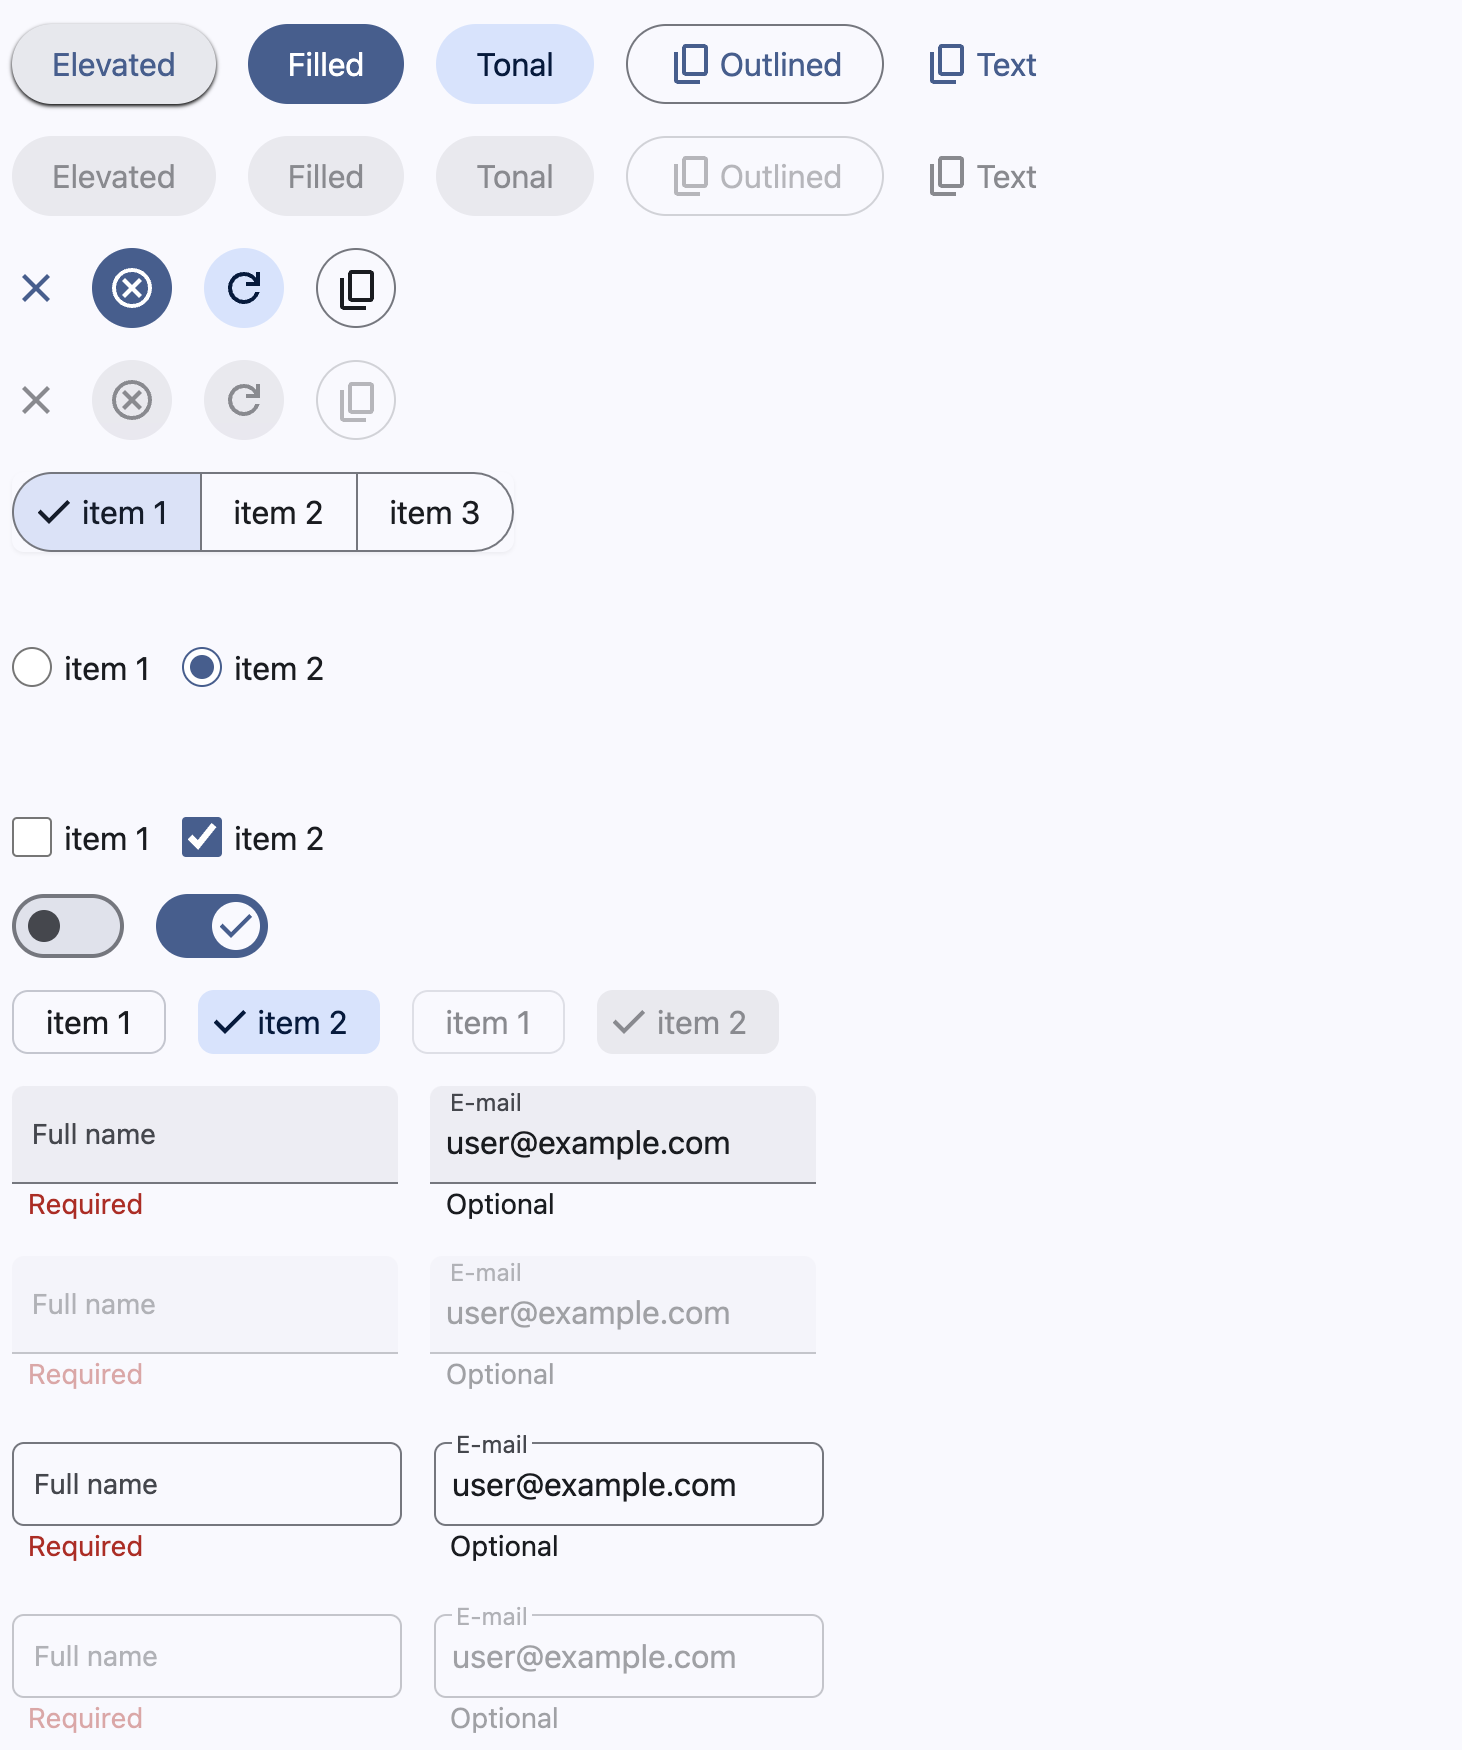 Elevated Filled Tonal Outlined Text
Elevated Filled Tonal Outlined Text
item 1 item 2 item 3
item 1 item 2
item 1 item 2
item 1 item 2 item 1 item 2
E-mail
Full name user@example.com
Required Optional
E-mail
Full name user@example.com
Required Optional
E-mail
Full name user@example.com
Required Optional
E-mail
Full name user@example.com
Required Optional